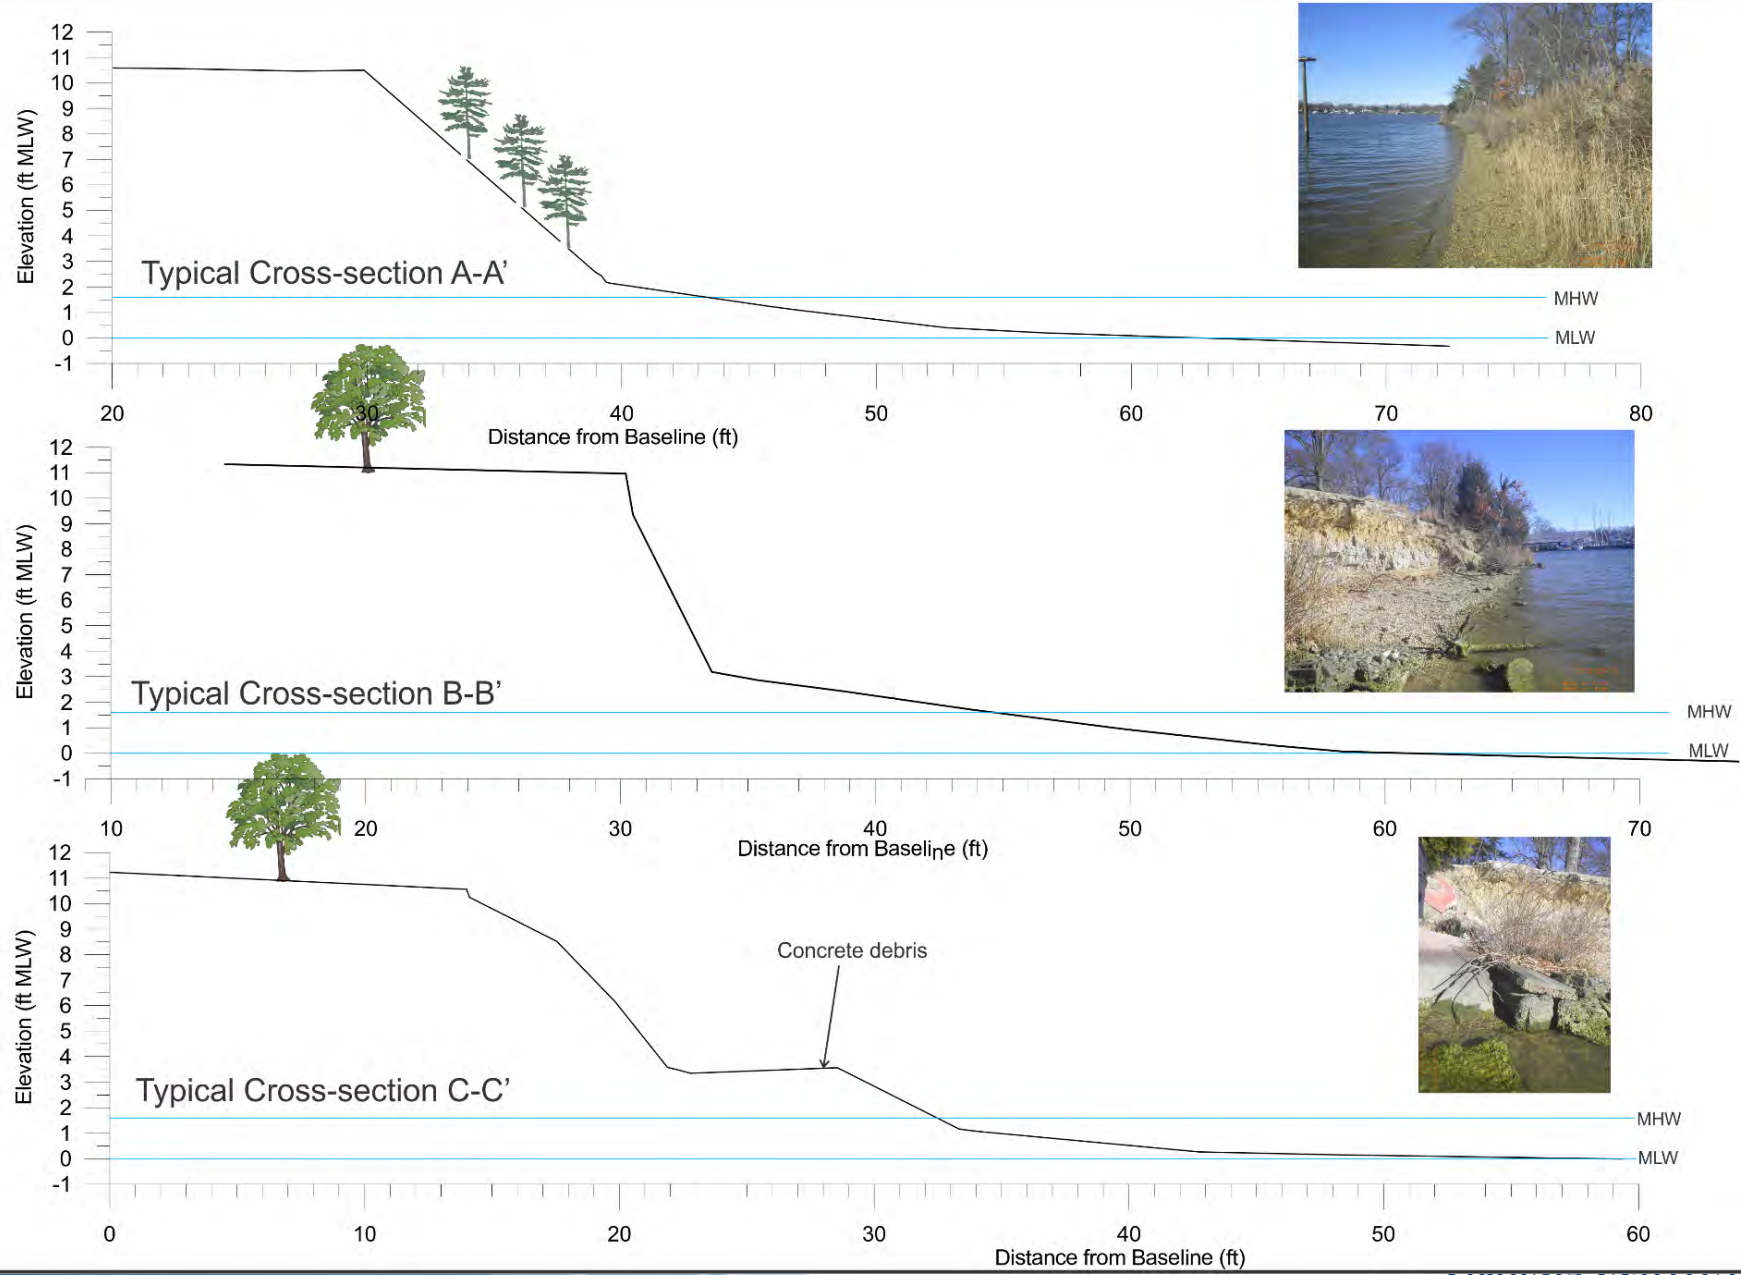 12
11
10
9
8
7
6
5
4
3
2
1
0
-1
Elevation (ft MLW)
Typical Cross-section A-A’
MHW
MLW
20 30 40 50 60 70 80
Distance from Baseline (ft)
12
11
10
9
8
7
6
5
4
3
2
1
0
-1
Elevation (ft MLW)
Typical Cross-section B-B’
MHW
MLW
10 20 30 40 50 60 70
Distance from Baseline (ft)
12
11
10
9
8
7
6
5
4
3
2
1
0
-1
Elevation (ft MLW)
Concrete debris
Typical Cross-section C-C’
MHW
MLW
0 10 20 30 40 50 60
Distance from Baseline (ft)